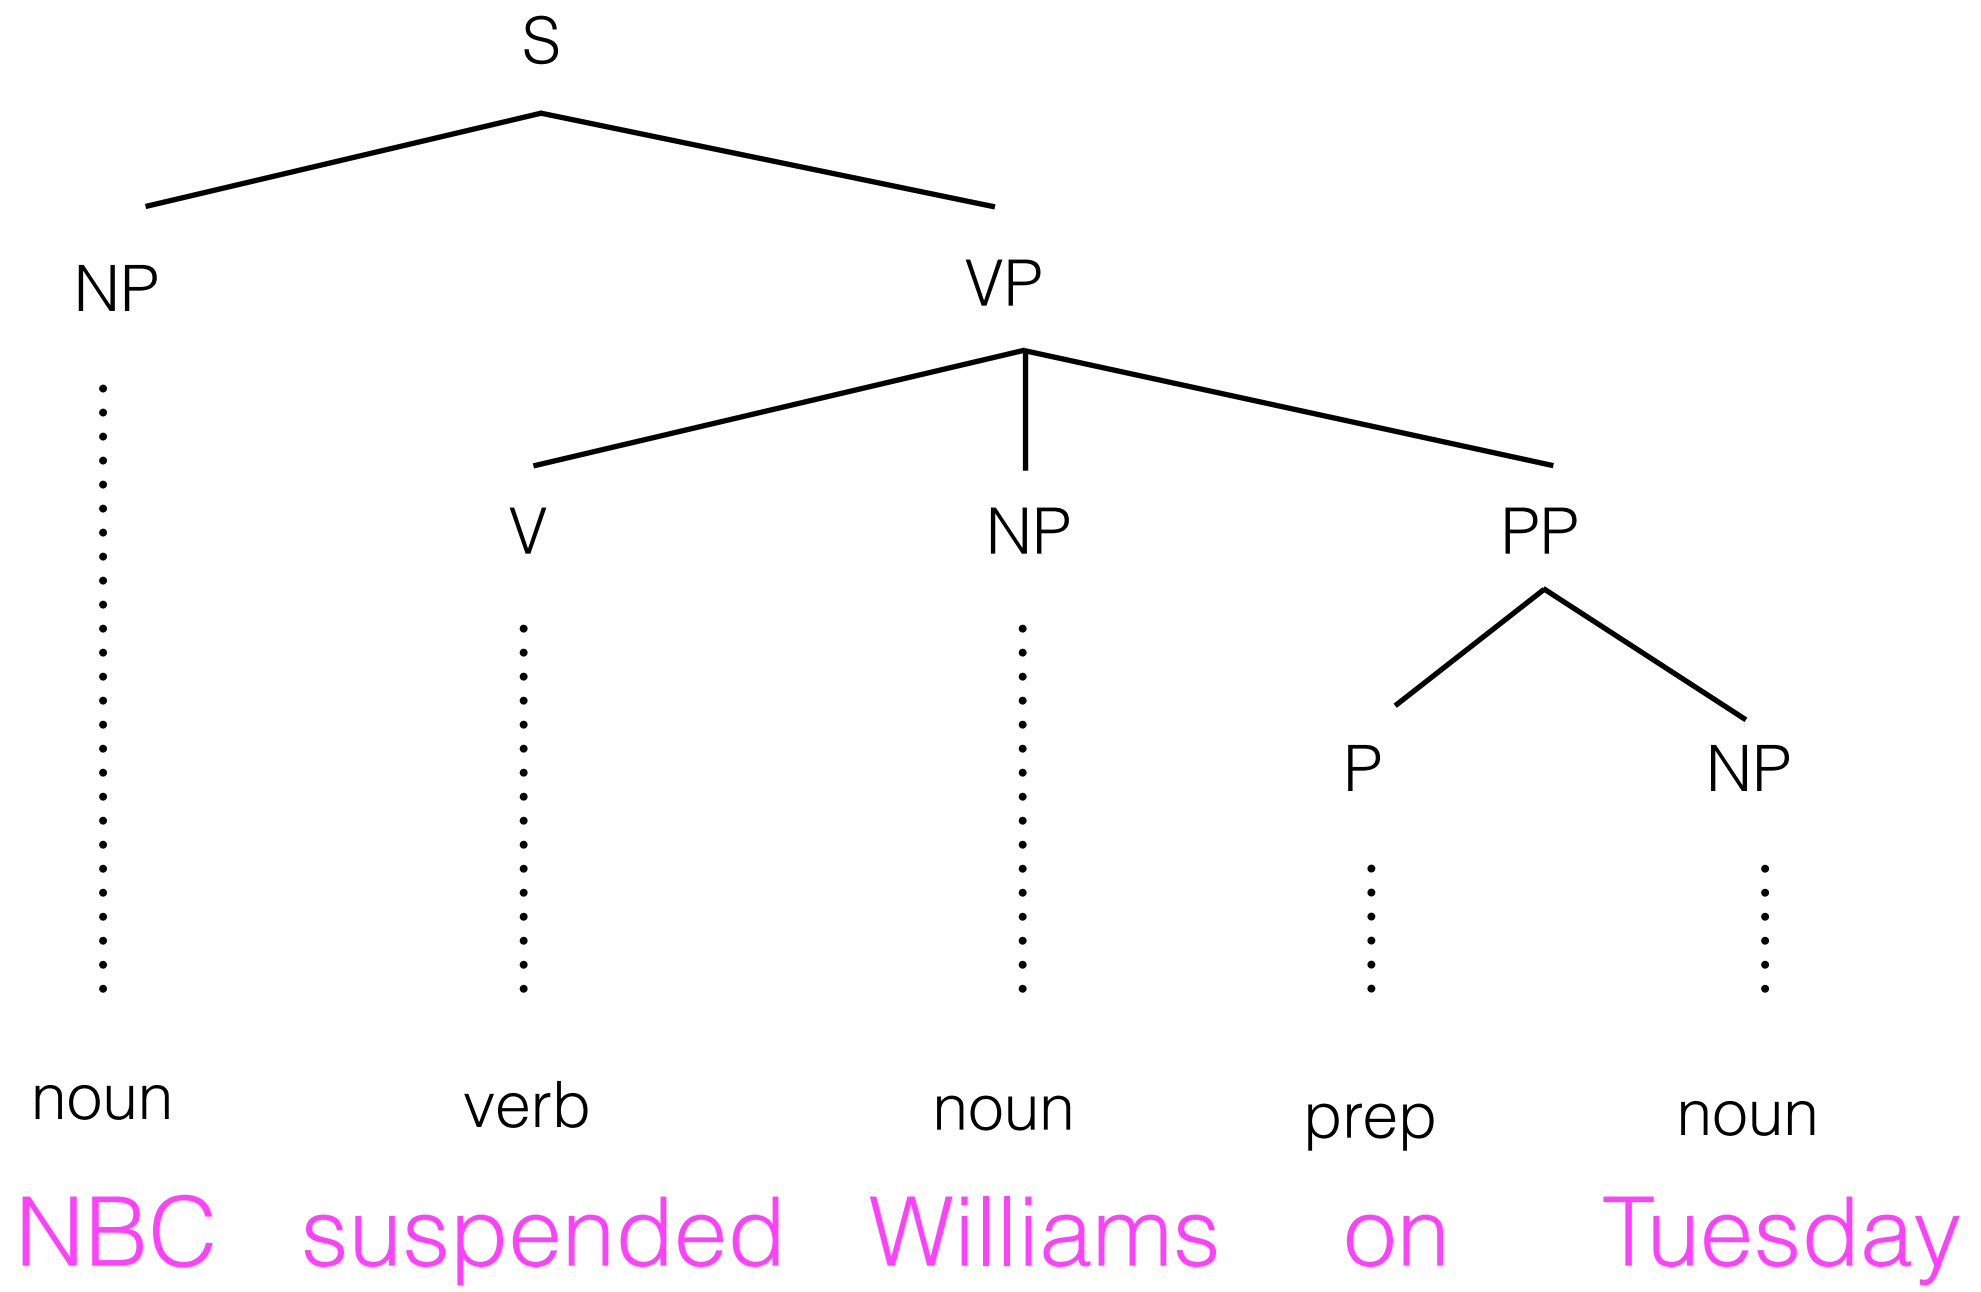 S
NP VP
V NP PP
P NP
noun verb noun prep noun
NBC suspended Williams on Tuesday